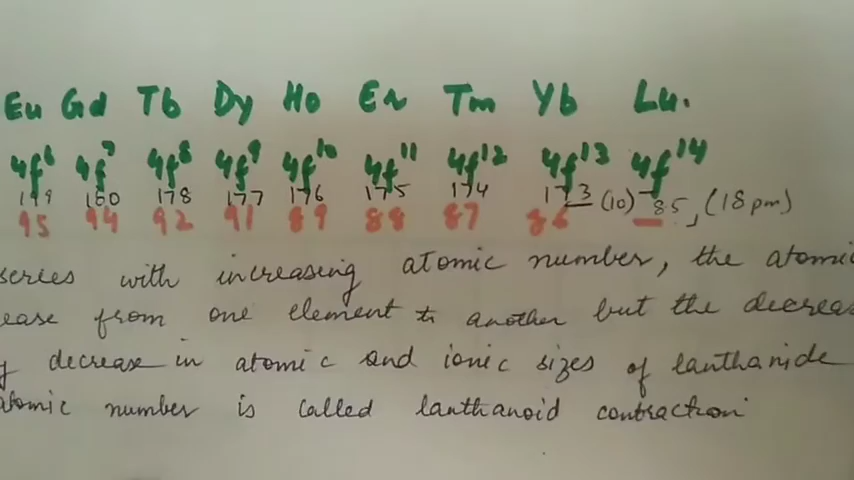 Eu Gd Tb Dy Ho Er Tm Yb Lu.
4f6 4f7 4f8 4f9 4f10 4f11 4f12 4f13 4f14
199 180 178 177 176 175 174 173 (10) 85, (18pm)
95 94 92 91 89 88 87 86
series with increasing atomic number, the atomic
ease from one element to another but the decreas
y decrease in atomic and ionic sizes of lanthanide
atomic number is called lanthanoid contraction